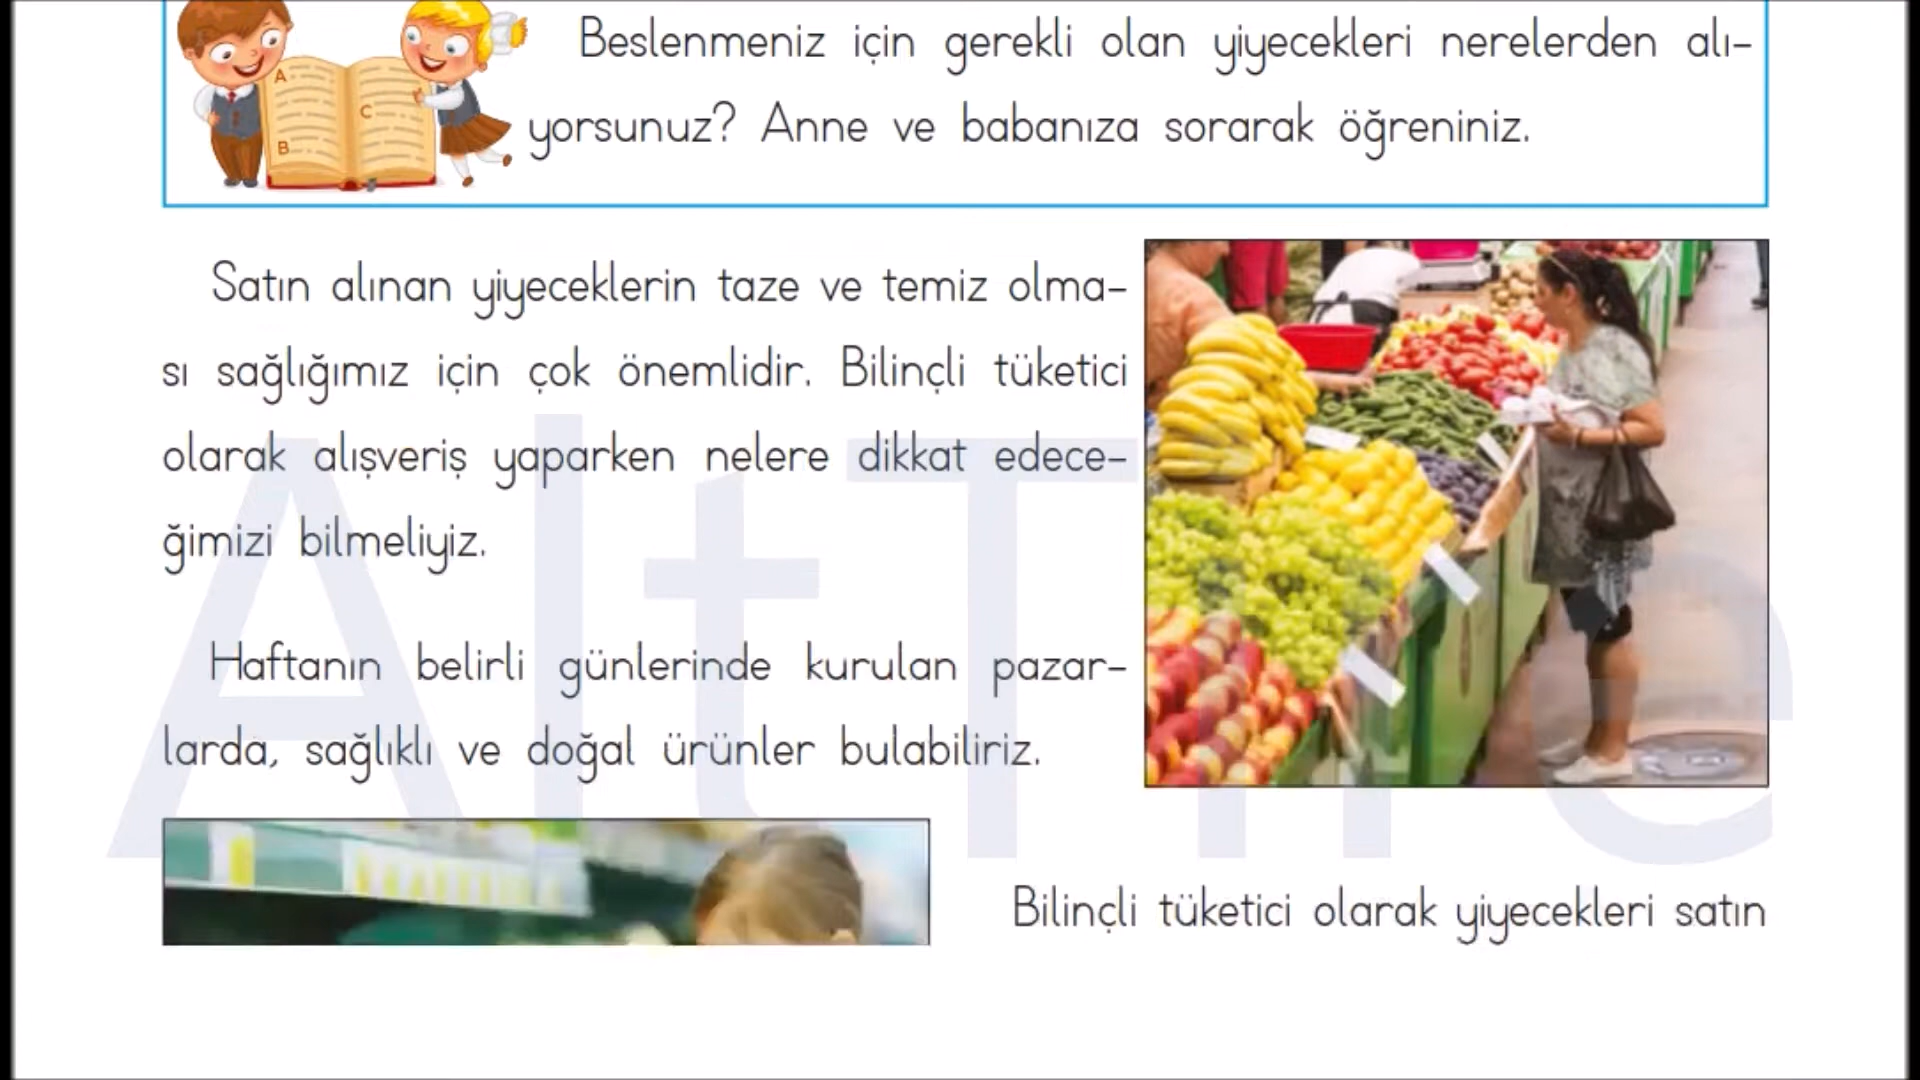 Beslenmeniz için gerekli olan yiyecekleri nerelerden alı-
yorsunuz? Anne ve babanıza sorarak öğreniniz.
A
C
B
Satın alınan yiyeceklerin taze ve temiz olma-
sı sağlığımız için çok önemlidir. Bilinçli tüketici
olarak alışveriş yaparken nelere dikkat edece-
ğimizi bilmeliyiz.
Haftanın belirli günlerinde kurulan pazar-
larda, sağlıklı ve doğal ürünler bulabiliriz.
Bilinçli tüketici olarak yiyecekleri satın